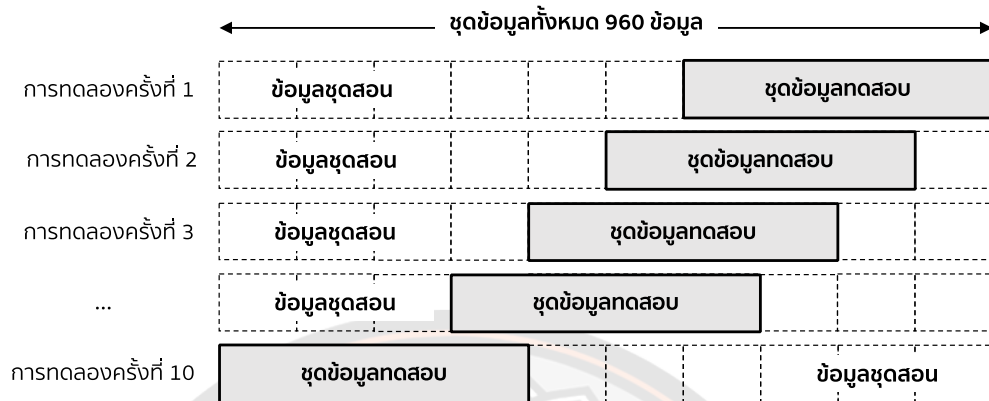 ชุดข้อมูลทั้งหมด 960 ข้อมูล
การทดลองครั้งที่ 1 ข้อมูลชุดสอน ชุดข้อมูลทดสอบ
การทดลองครั้งที่ 2 ข้อมูลชุดสอน ชุดข้อมูลทดสอบ
การทดลองครั้งที่ 3 ข้อมูลชุดสอน ชุดข้อมูลทดสอบ
... ข้อมูลชุดสอน ชุดข้อมูลทดสอบ
การทดลองครั้งที่ 10 ชุดข้อมูลทดสอบ ข้อมูลชุดสอน